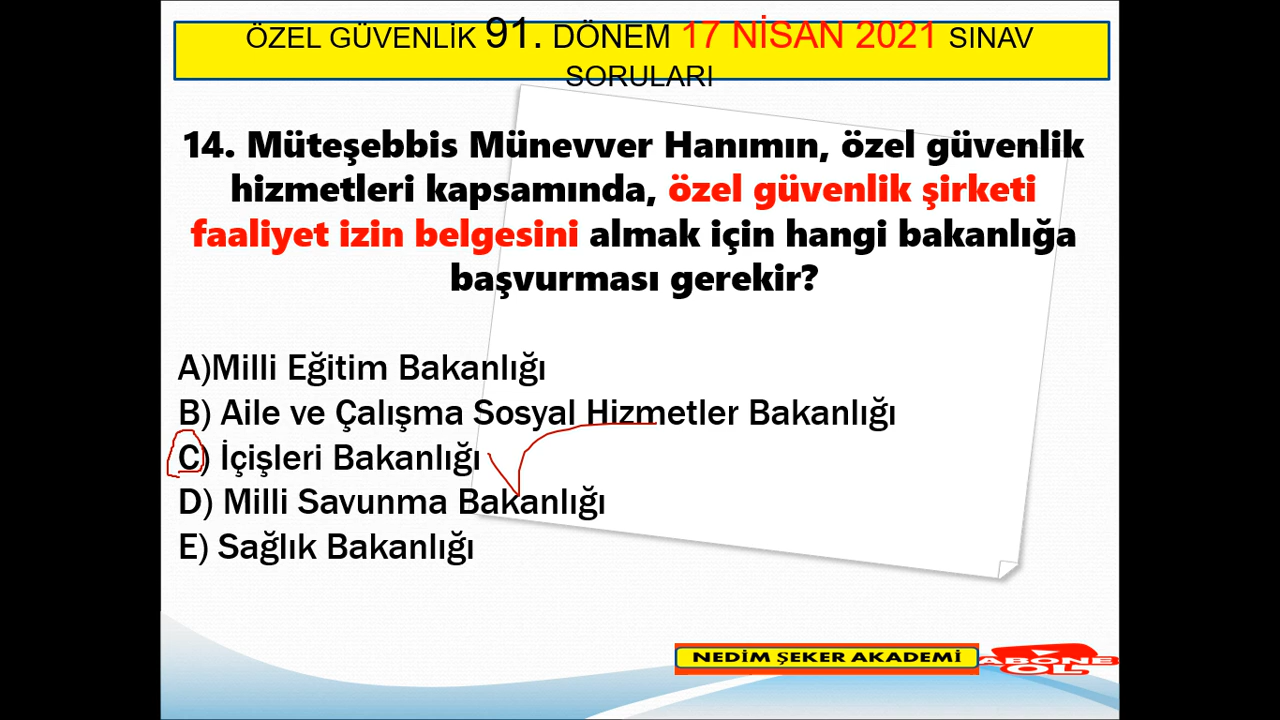 ÖZEL GÜVENLİK 91. DÖNEM 17 NİSAN 2021 SINAV
SORULARI
14. Müteşebbis Münevver Hanımın, özel güvenlik
hizmetleri kapsamında, özel güvenlik şirketi
faaliyet izin belgesini almak için hangi bakanlığa
başvurması gerekir?
A)Milli Eğitim Bakanlığı
B) Aile ve Çalışma Sosyal Hizmetler Bakanlığı
C) İçişleri Bakanlığı
D) Milli Savunma Bakanlığı
E) Sağlık Bakanlığı
NEDİM ŞEKER AKADEMİ
ABONE
OL